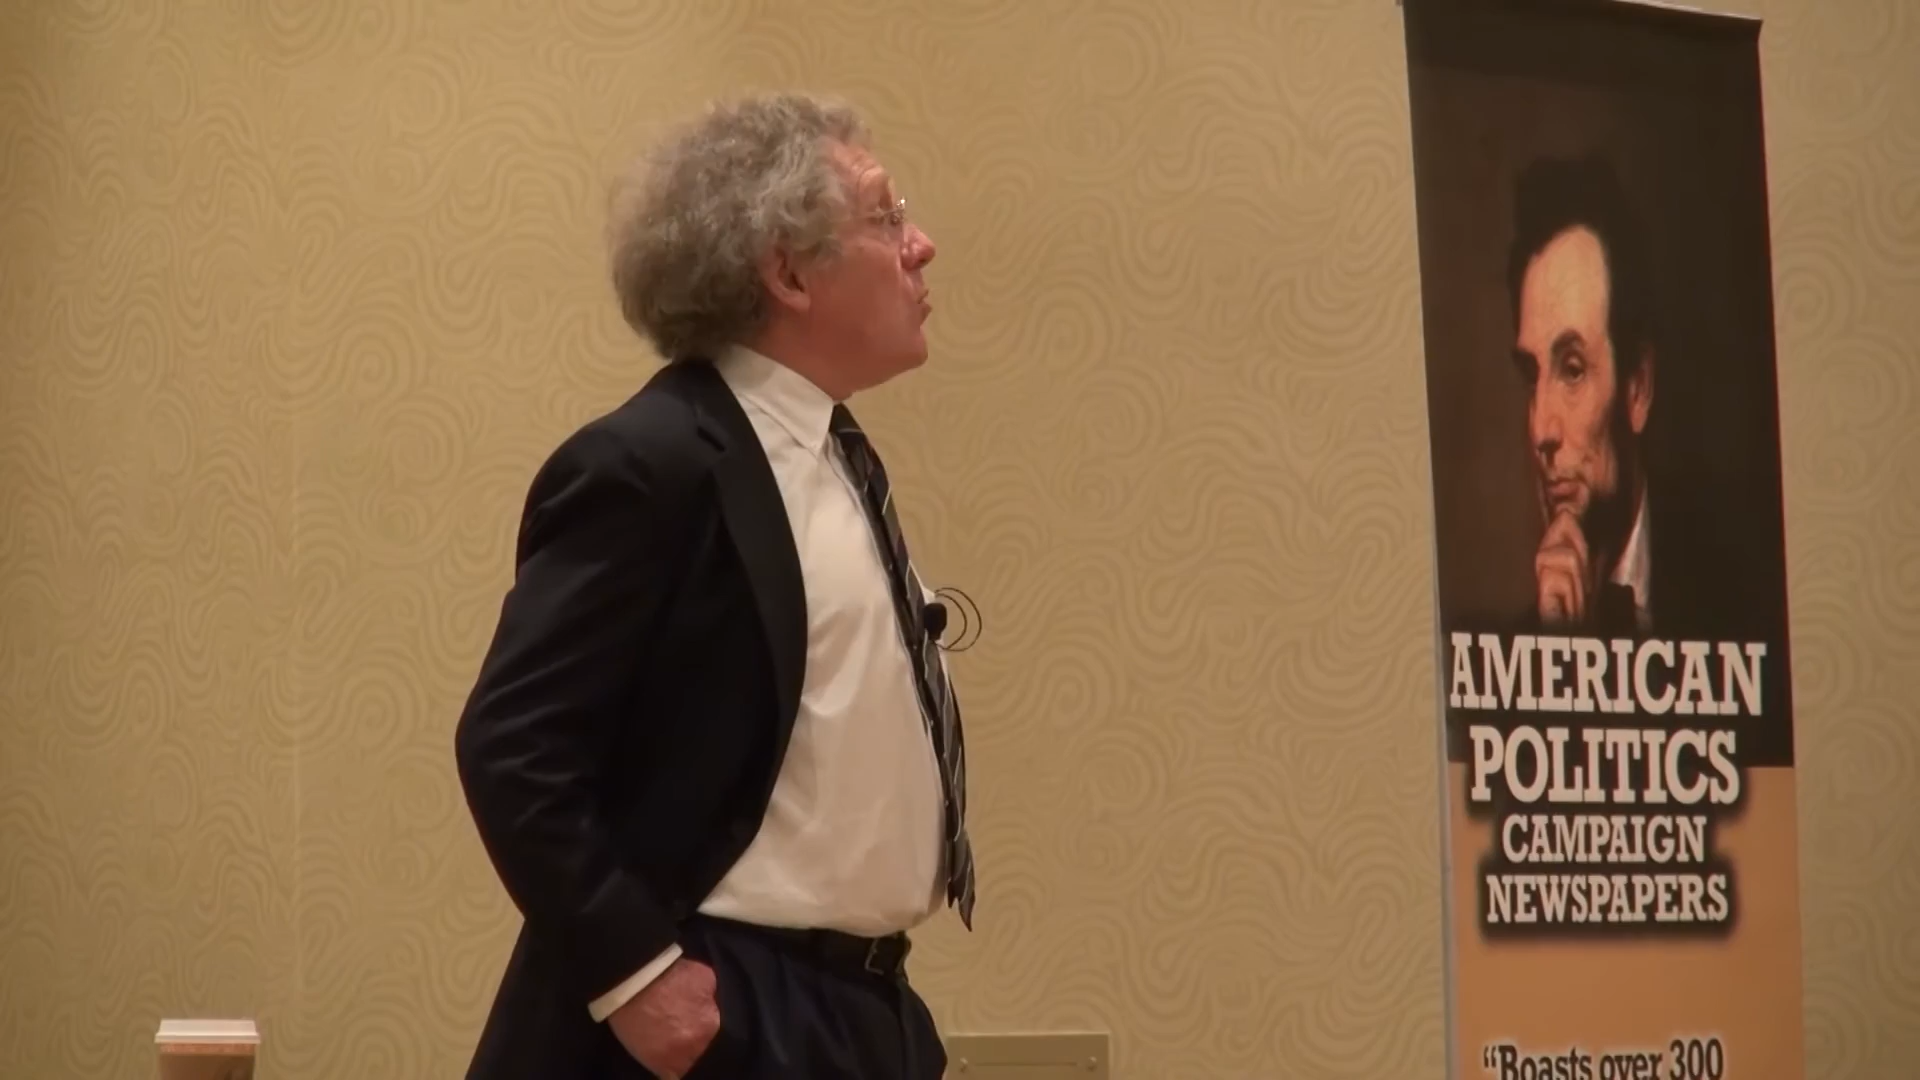 AMERICAN
POLITICS
CAMPAIGN
NEWSPAPERS
“Boasts over 300